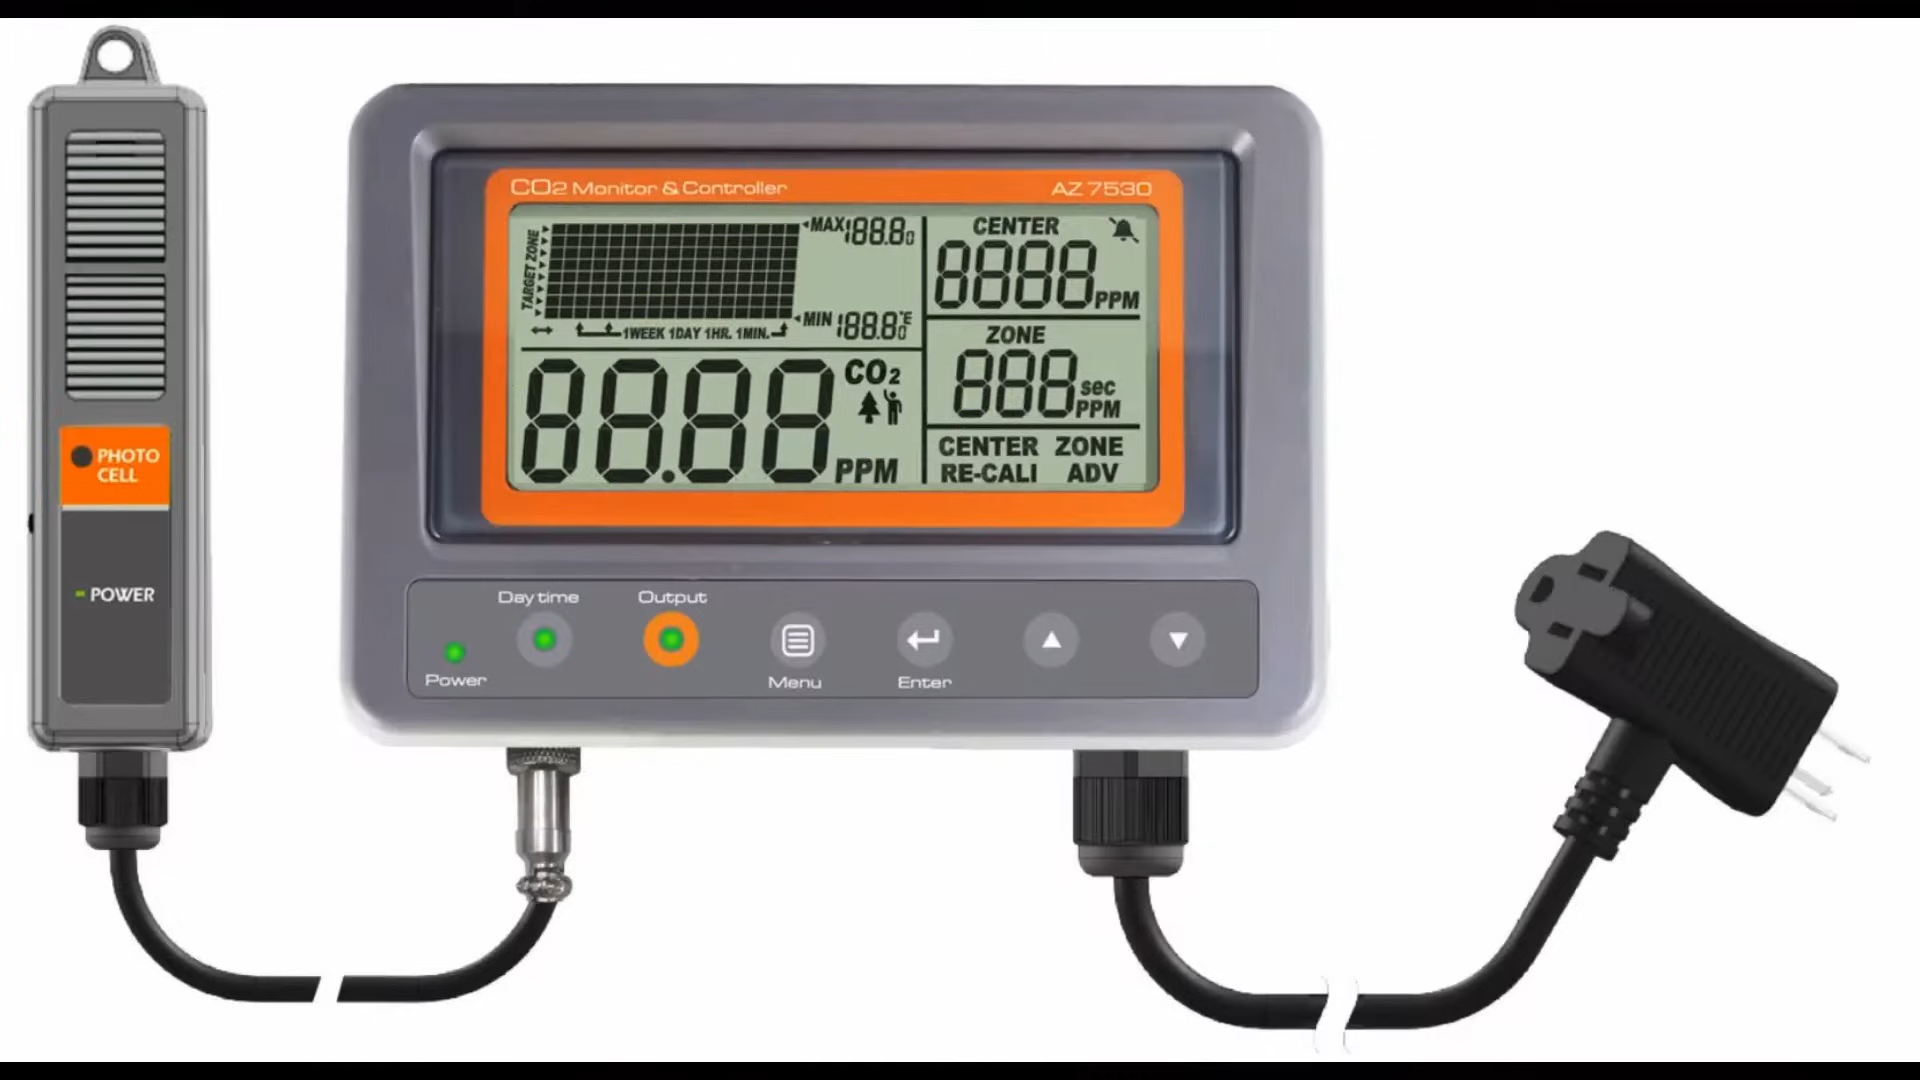 PHOTO
CELL
POWER
CO2 Monitor & Controller
AZ 7530
TARGET ZONE
MAX 188.8
MIN 188.8
1WEEK 1DAY 1HR. 1MIN.
88.88
CO2
PPM
CENTER
8888 PPM
ZONE
888 sec
PPM
CENTER ZONE
RE-CALI ADV
Day time
Output
Power
Menu
Enter